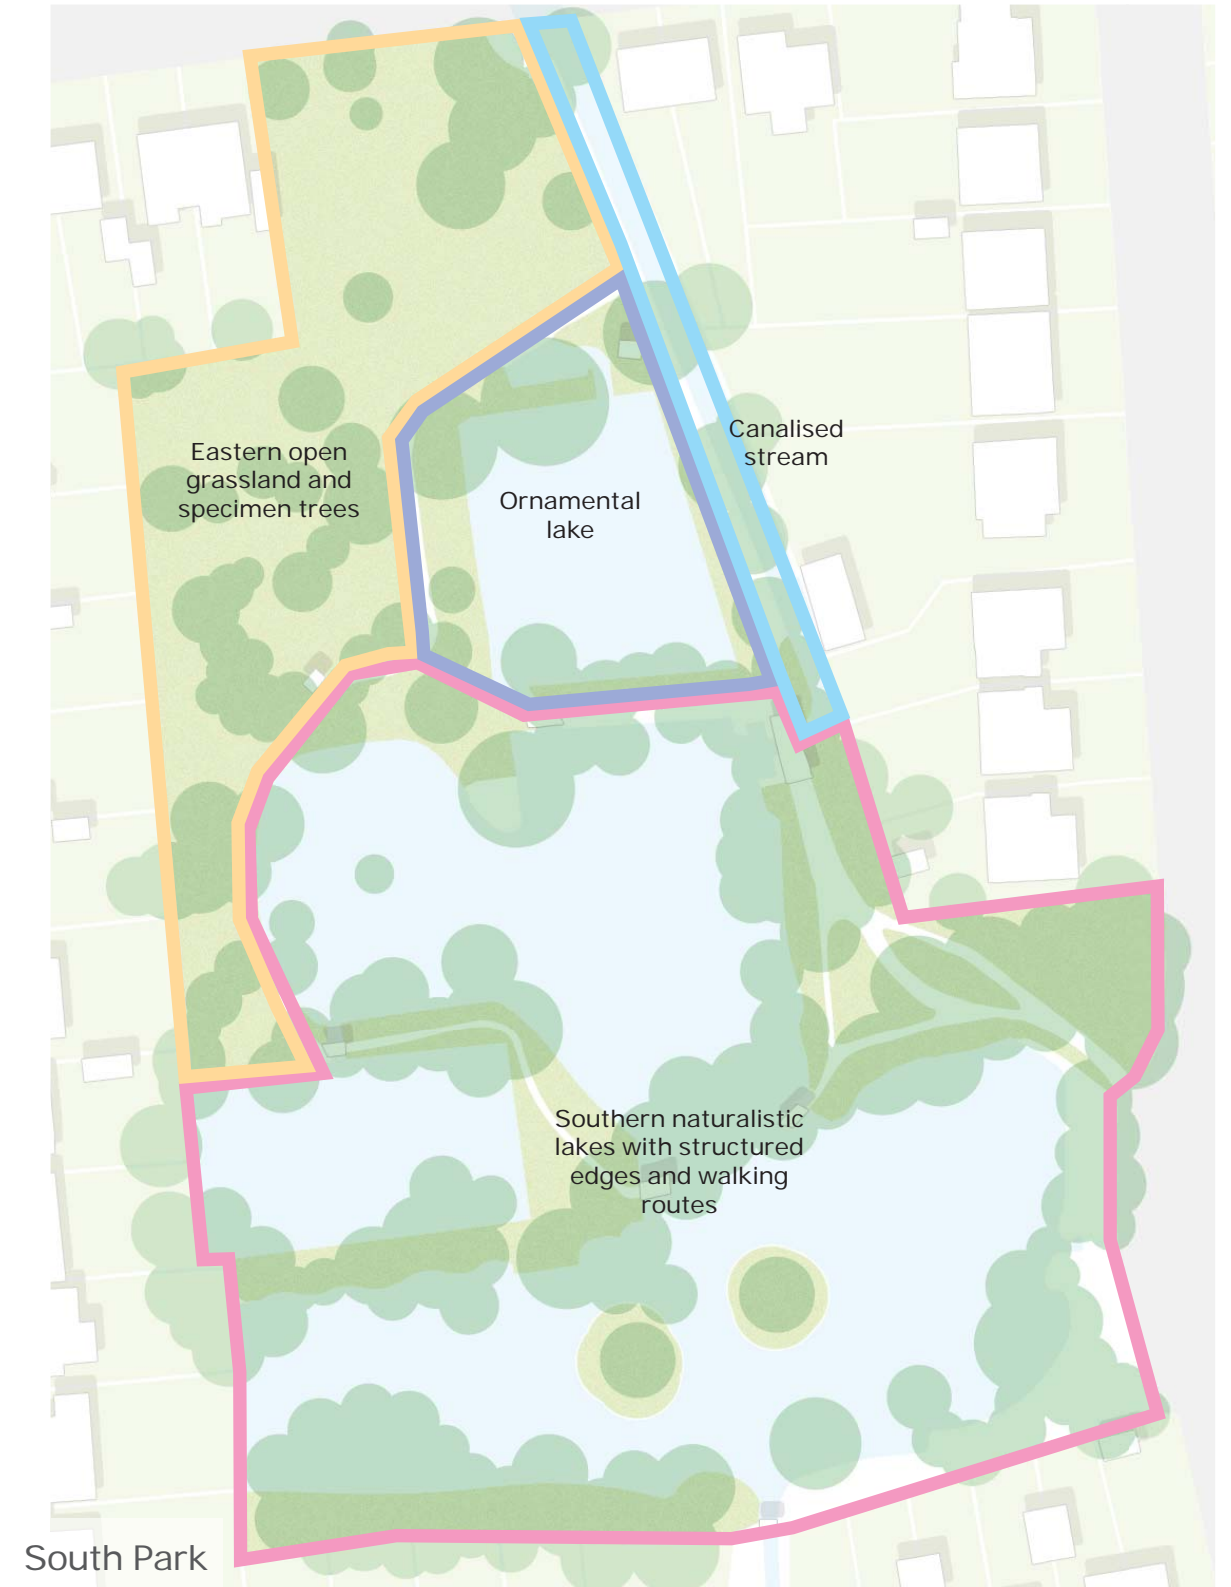 Canalised
stream
Eastern open
grassland and
specimen trees
Ornamental
lake
Southern naturalistic
lakes with structured
edges and walking
routes
South Park